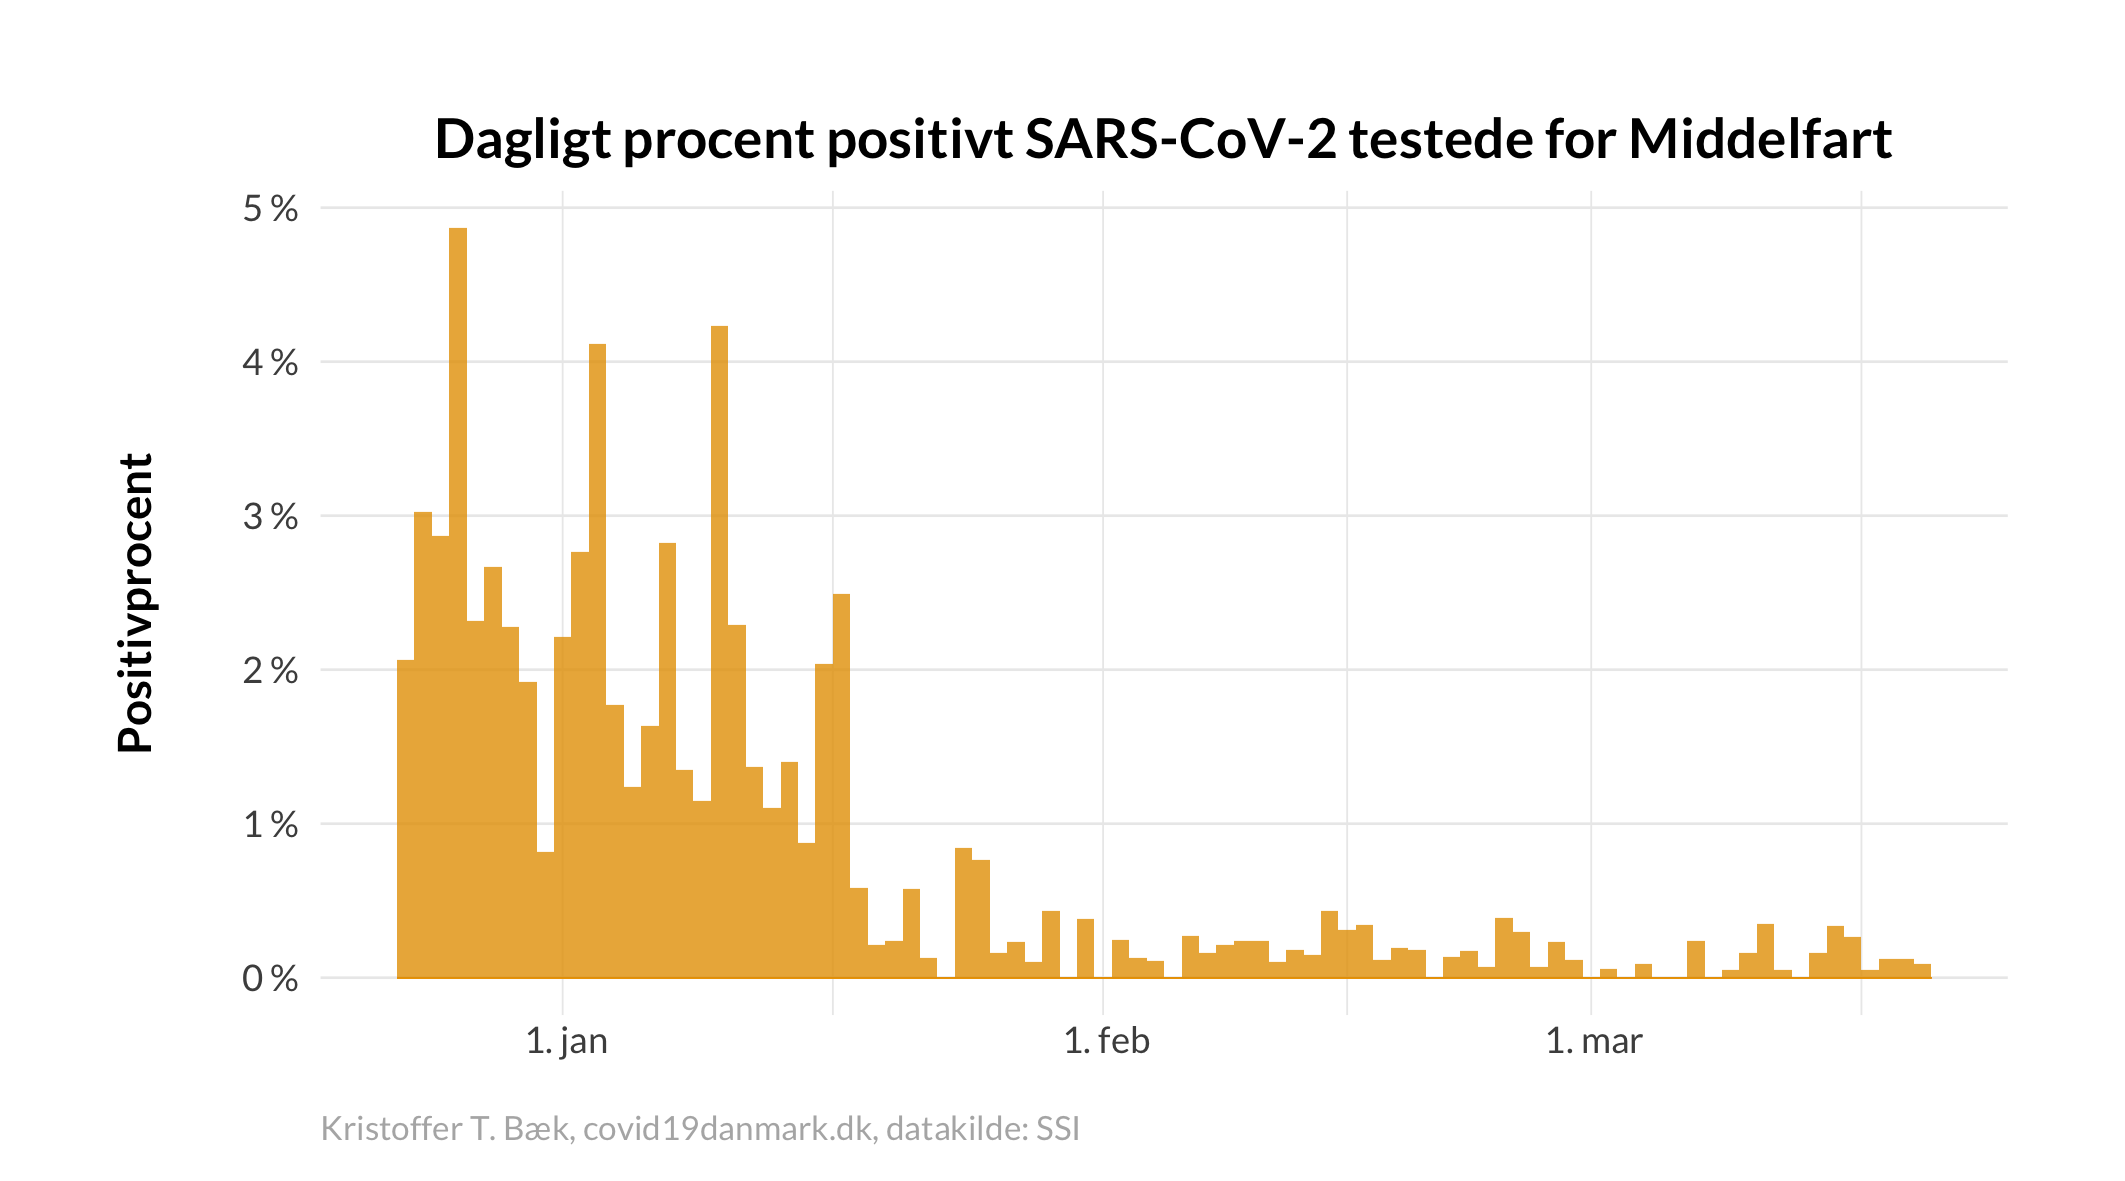 Dagligt procent positivt SARS-CoV-2 testede for Middelfart
5 %
4 %
3 %
2 %
1 %
0 %
Positivprocent
1. jan
1. feb
1. mar
Kristoffer T. Bæk, covid19danmark.dk, datakilde: SSI